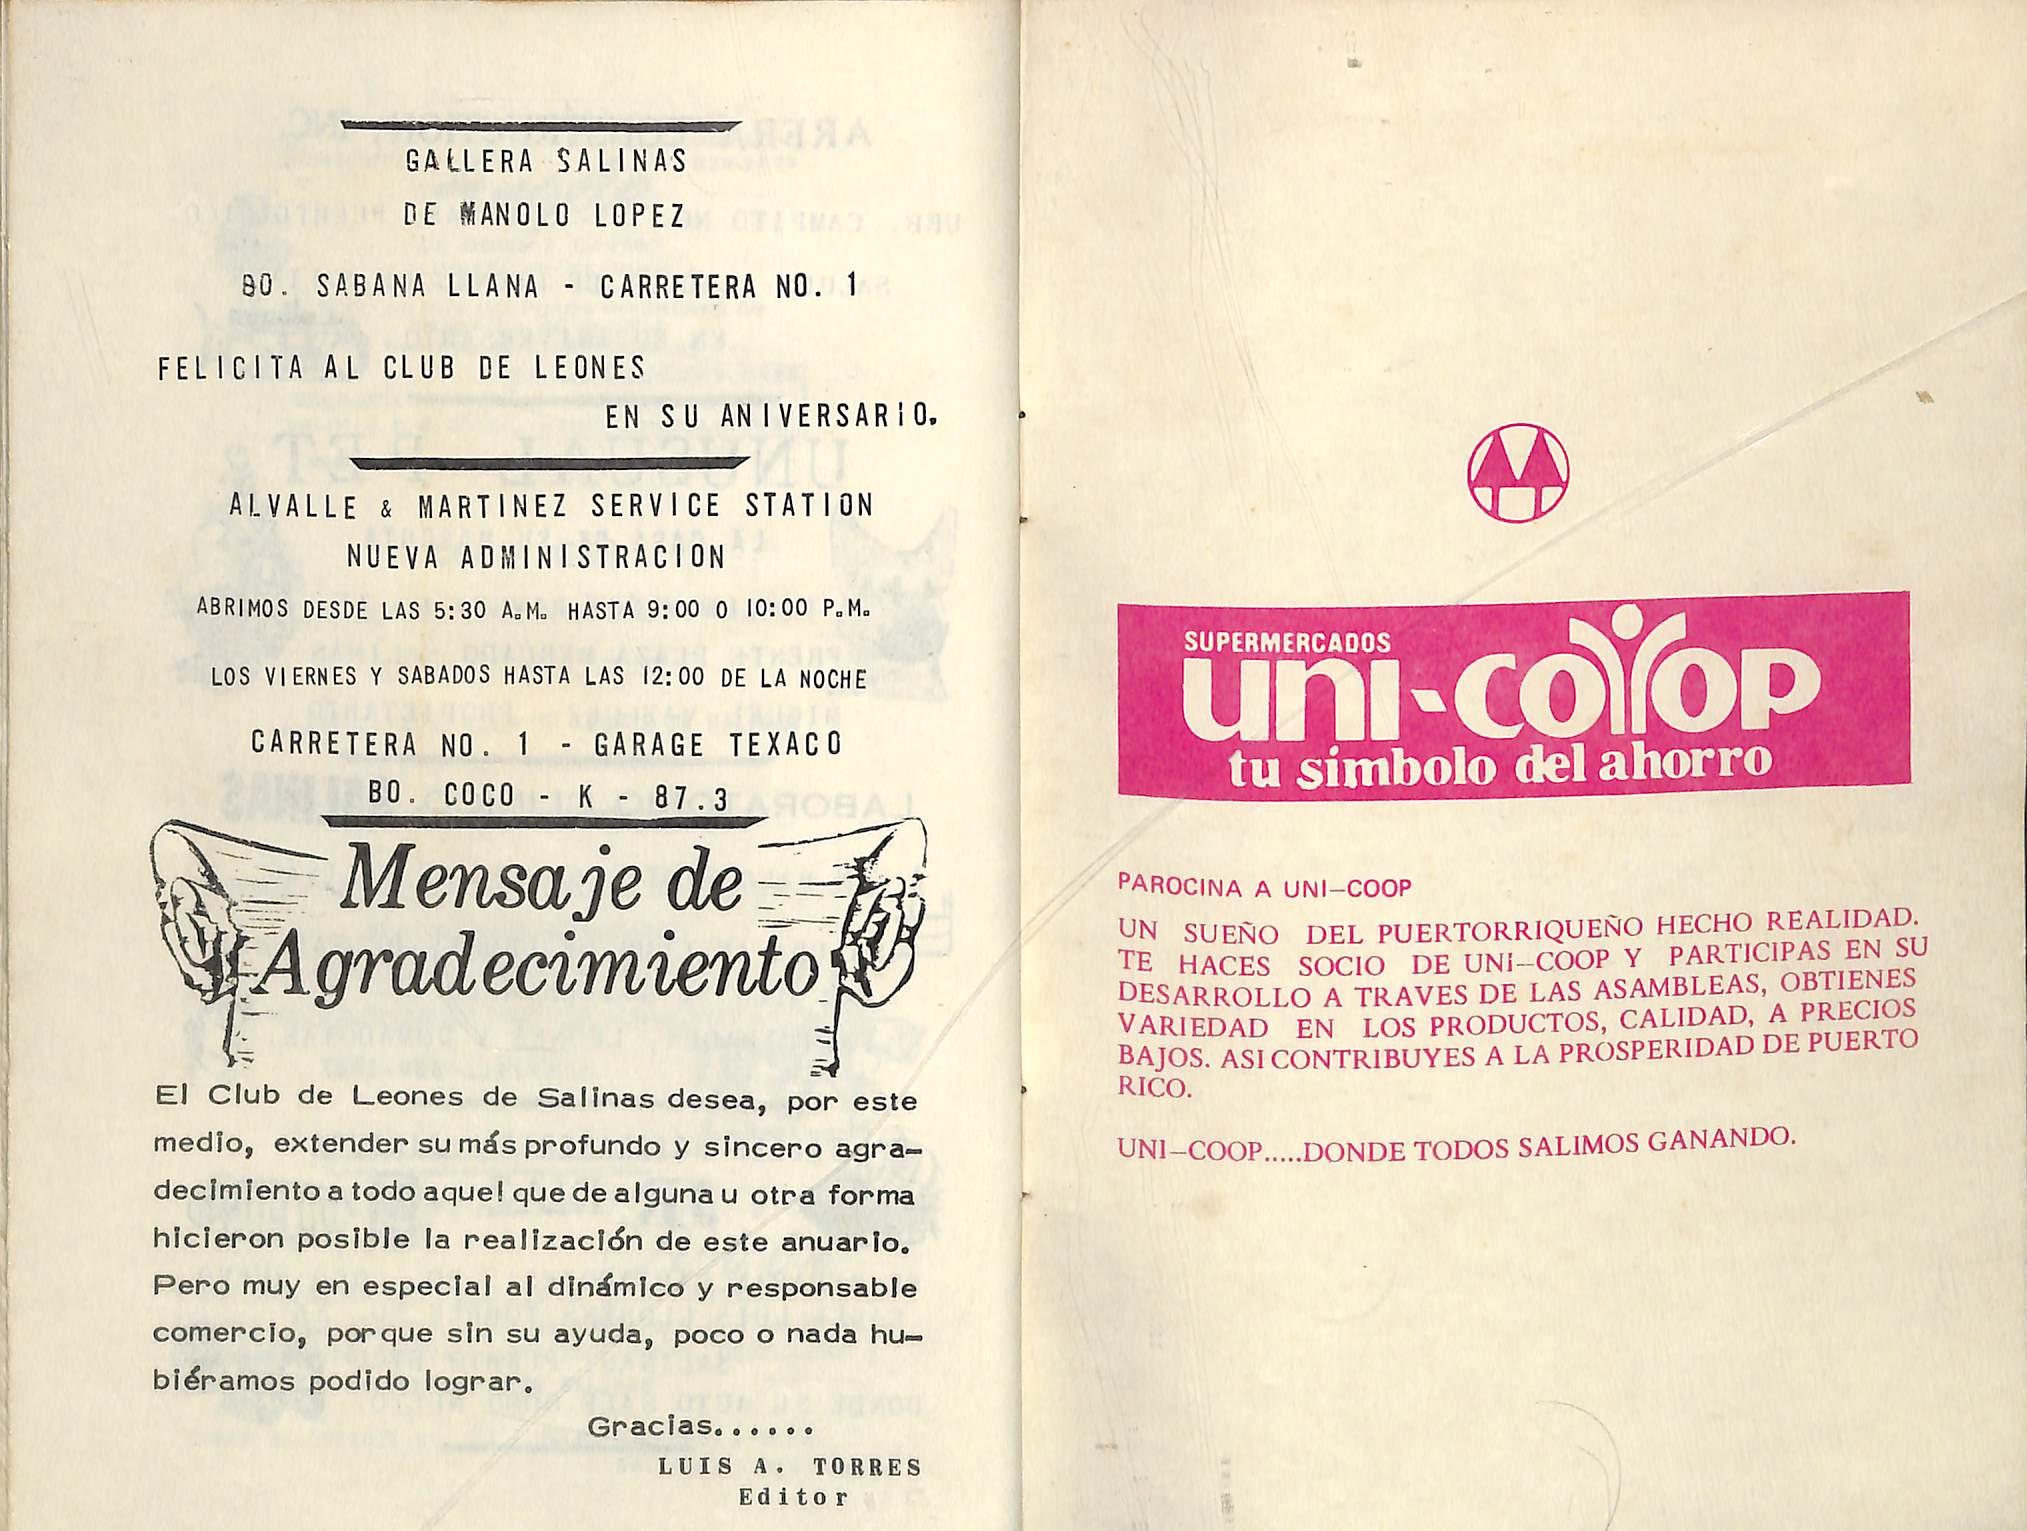 GALLERA SALINAS
DE MANOLO LOPEZ
BO. SABANA LLANA - CARRETERA NO. 1
FELICITA AL CLUB DE LEONES
EN SU ANIVERSARIO.
ALVALLE & MARTINEZ SERVICE STATION
NUEVA ADMINISTRACION
ABRIMOS DESDE LAS 5:30 A.M. HASTA 9:00 O 10:00 P.M.
LOS VIERNES Y SABADOS HASTA LAS 12:00 DE LA NOCHE
CARRETERA NO. 1 - GARAGE TEXACO
BO. COCO - K - 87.3
Mensaje de
Agradecimiento
El Club de Leones de Salinas desea, por este
medio, extender su más profundo y sincero agra-
decimiento a todo aquel que de alguna u otra forma
hicieron posible la realización de este anuario.
Pero muy en especial al dinámico y responsable
comercio, porque sin su ayuda, poco o nada hu-
biéramos podido lograr.
Gracias......
LUIS A. TORRES
Editor
SUPERMERCADOS
uni-coop
tu simbolo del ahorro
PAROCINA A UNI-COOP
UN SUEÑO DEL PUERTORRIQUEÑO HECHO REALIDAD.
TE HACES SOCIO DE UNI-COOP Y PARTICIPAS EN SU
DESARROLLO A TRAVES DE LAS ASAMBLEAS, OBTIENES
VARIEDAD EN LOS PRODUCTOS, CALIDAD, A PRECIOS
BAJOS. ASI CONTRIBUYES A LA PROSPERIDAD DE PUERTO
RICO.
UNI-COOP.....DONDE TODOS SALIMOS GANANDO.